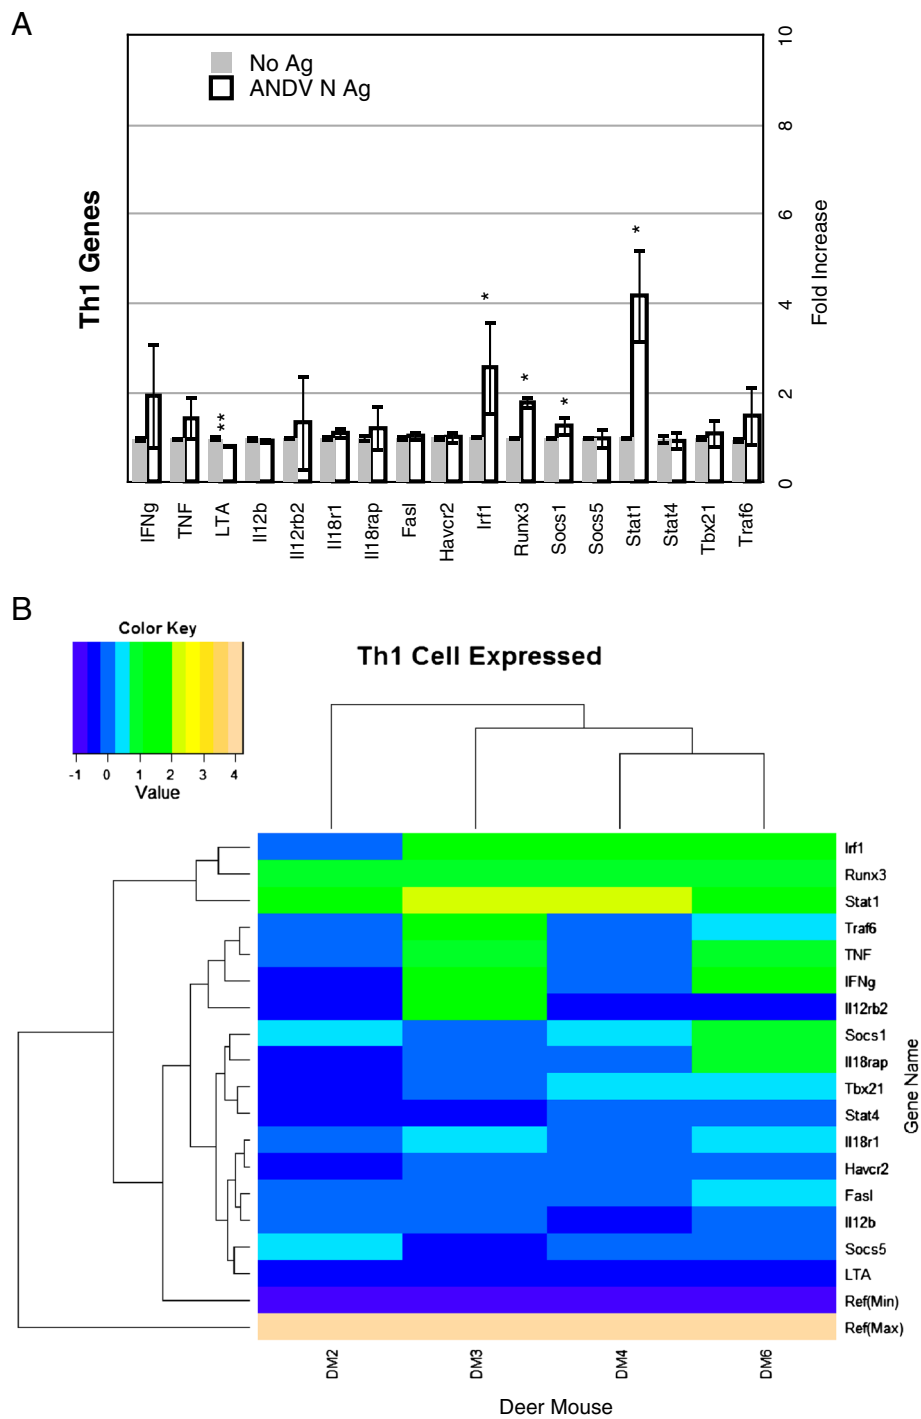 A
No Ag
ANDV N Ag
Th1 Genes
10
8
6
4
2
0
Fold Increase
*
*
*
*
**
IFNg
TNF
LTA
Il12b
Il12rb2
Il18r1
Il18rap
Fasl
Havcr2
Irf1
Runx3
Socs1
Socs5
Stat1
Stat4
Tbx21
Traf6
B
Color Key
-1 0 1 2 3 4
Value
Th1 Cell Expressed
Irf1
Runx3
Stat1
Traf6
TNF
IFNg
Il12rb2
Socs1
Il18rap
Tbx21
Stat4
Il18r1
Havcr2
Fasl
Il12b
Socs5
LTA
Ref(Min)
Ref(Max)
Gene Name
DM2
DM3
DM4
DM6
Deer Mouse